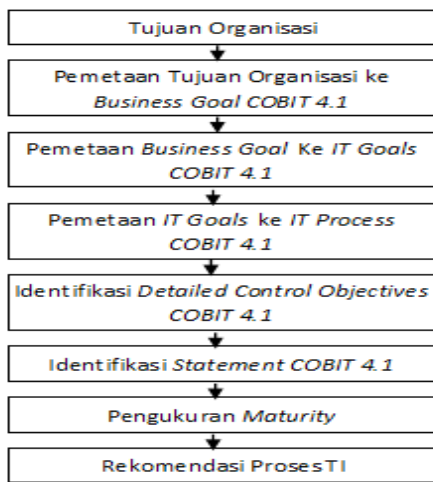 Tujuan Organisasi
Pemetaan Tujuan Organisasi ke
Business Goal COBIT 4.1
Pemetaan Business Goal Ke IT Goals
COBIT 4.1
Pemetaan IT Goals ke IT Process
COBIT 4.1
Identifikasi Detailed Control Objectives
COBIT 4.1
Identifikasi Statement COBIT 4.1
Pengukuran Maturity
Rekomendasi Proses TI